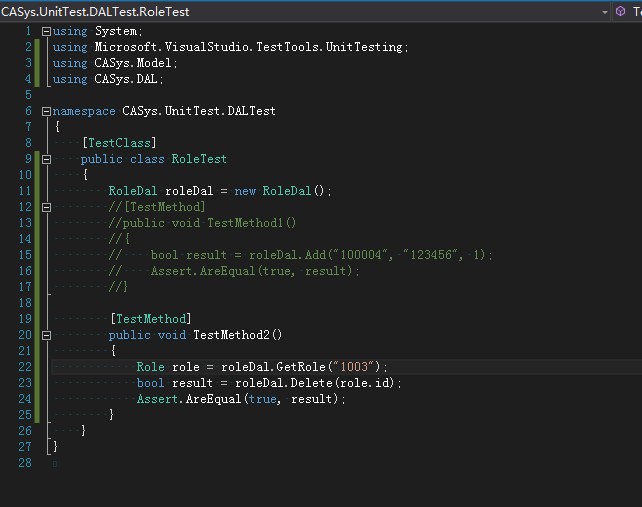 CASys.UnitTest.DALTest.RoleTest
1 using System;
2 using Microsoft.VisualStudio.TestTools.UnitTesting;
3 using CASys.Model;
4 using CASys.DAL;
5
6 namespace CASys.UnitTest.DALTest
7 {
8 [TestClass]
9 public class RoleTest
10 {
11 RoleDal roleDal = new RoleDal();
12 //[TestMethod]
13 //public void TestMethod1()
14 //{
15 // bool result = roleDal.Add("100004", "123456", 1);
16 // Assert.AreEqual(true, result);
17 //}
18
19 [TestMethod]
20 public void TestMethod2()
21 {
22 Role role = roleDal.GetRole("1003");
23 bool result = roleDal.Delete(role.id);
24 Assert.AreEqual(true, result);
25 }
26 }
27 }
28